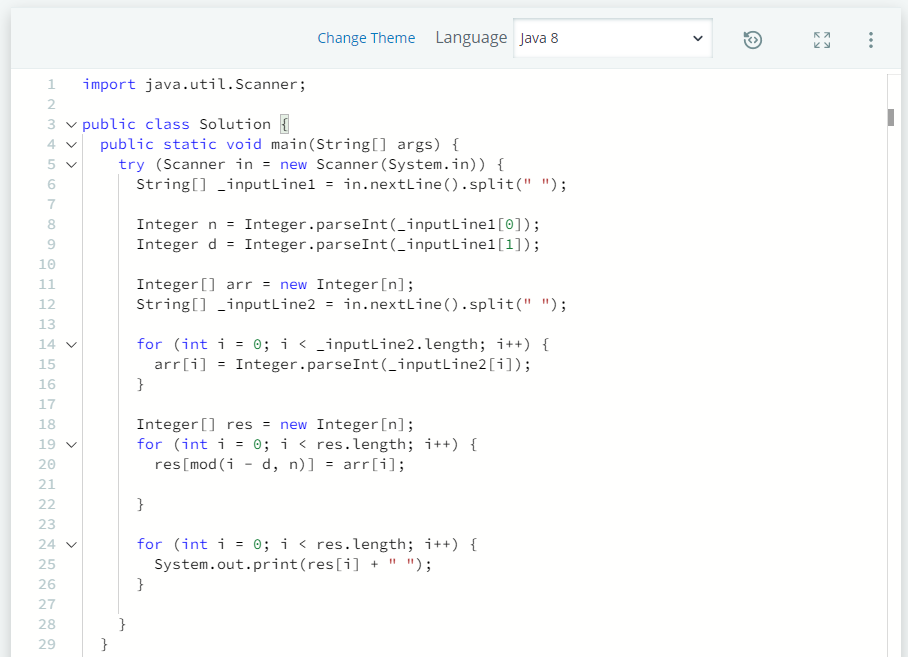 Change Theme Language Java 8
1 import java.util.Scanner;
2
3 public class Solution {
4 public static void main(String[] args) {
5 try (Scanner in = new Scanner(System.in)) {
6 String[] _inputLine1 = in.nextLine().split(" ");
7
8 Integer n = Integer.parseInt(_inputLine1[0]);
9 Integer d = Integer.parseInt(_inputLine1[1]);
10
11 Integer[] arr = new Integer[n];
12 String[] _inputLine2 = in.nextLine().split(" ");
13
14 for (int i = 0; i < _inputLine2.length; i++) {
15 arr[i] = Integer.parseInt(_inputLine2[i]);
16 }
17
18 Integer[] res = new Integer[n];
19 for (int i = 0; i < res.length; i++) {
20 res[mod(i - d, n)] = arr[i];
21
22 }
23
24 for (int i = 0; i < res.length; i++) {
25 System.out.print(res[i] + " ");
26 }
27
28 }
29 }